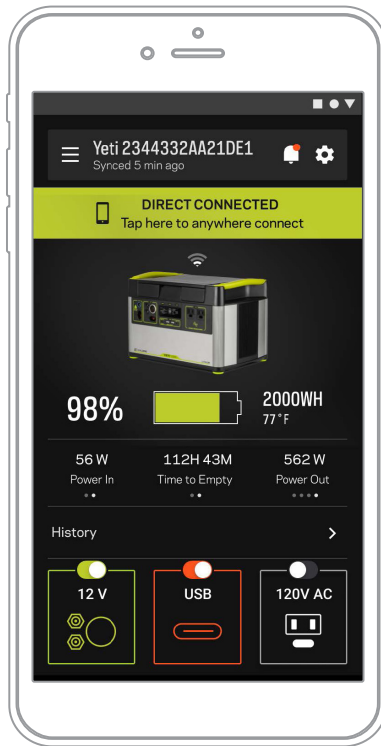 Yeti 2344332AA21DE1
Synced 5 min ago
DIRECT CONNECTED
Tap here to anywhere connect
98%
2000WH
77°F
56 W
112H 43M
562 W
Power In
Time to Empty
Power Out
History
12 V
USB
120V AC